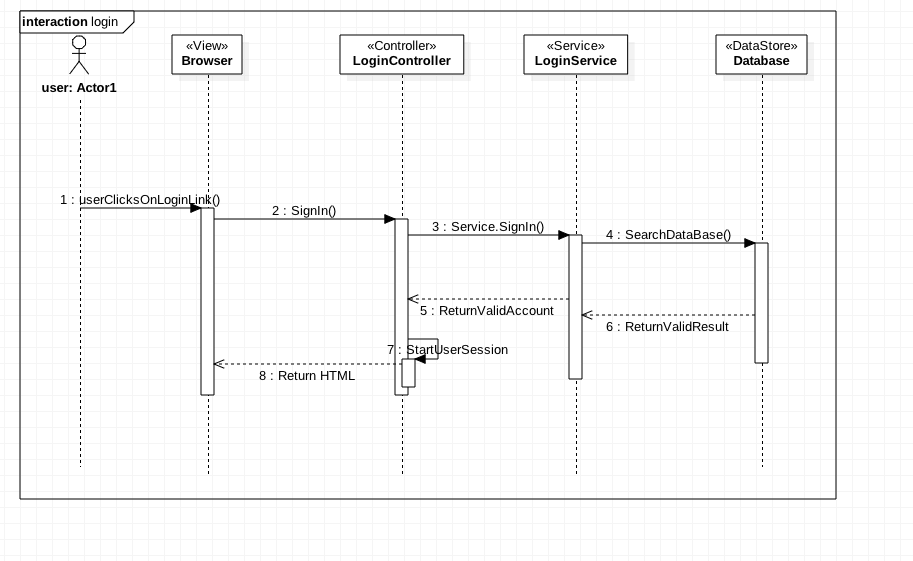 interaction login
«View»
Browser
«Controller»
LoginController
«Service»
LoginService
«DataStore»
Database
user: Actor1
1 : userClicksOnLoginLink()
2 : SignIn()
3 : Service.SignIn()
4 : SearchDataBase()
5 : ReturnValidAccount
6 : ReturnValidResult
7 : StartUserSession
8 : Return HTML